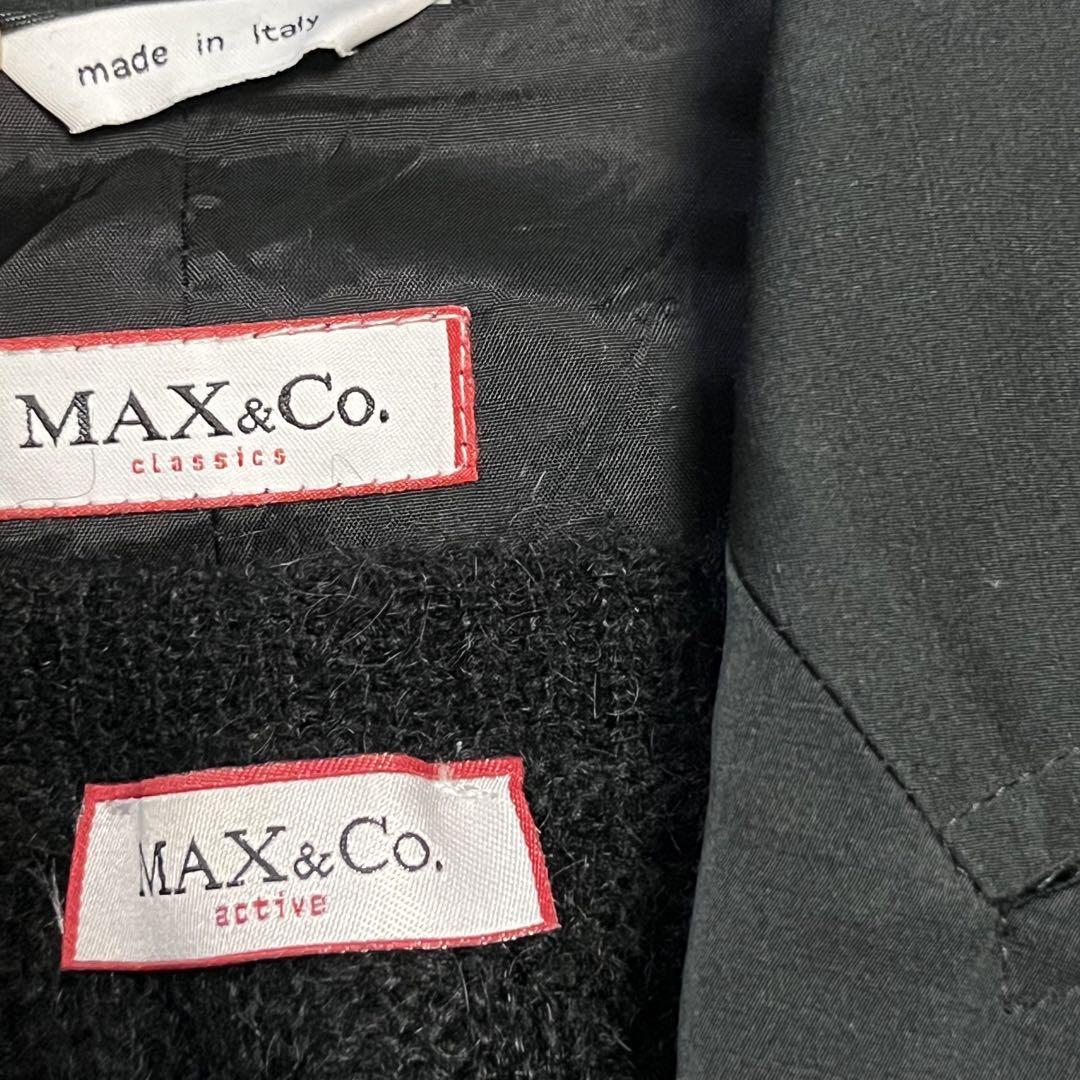 made in Italy
MAX&Co.
classics
MAX&Co.
active